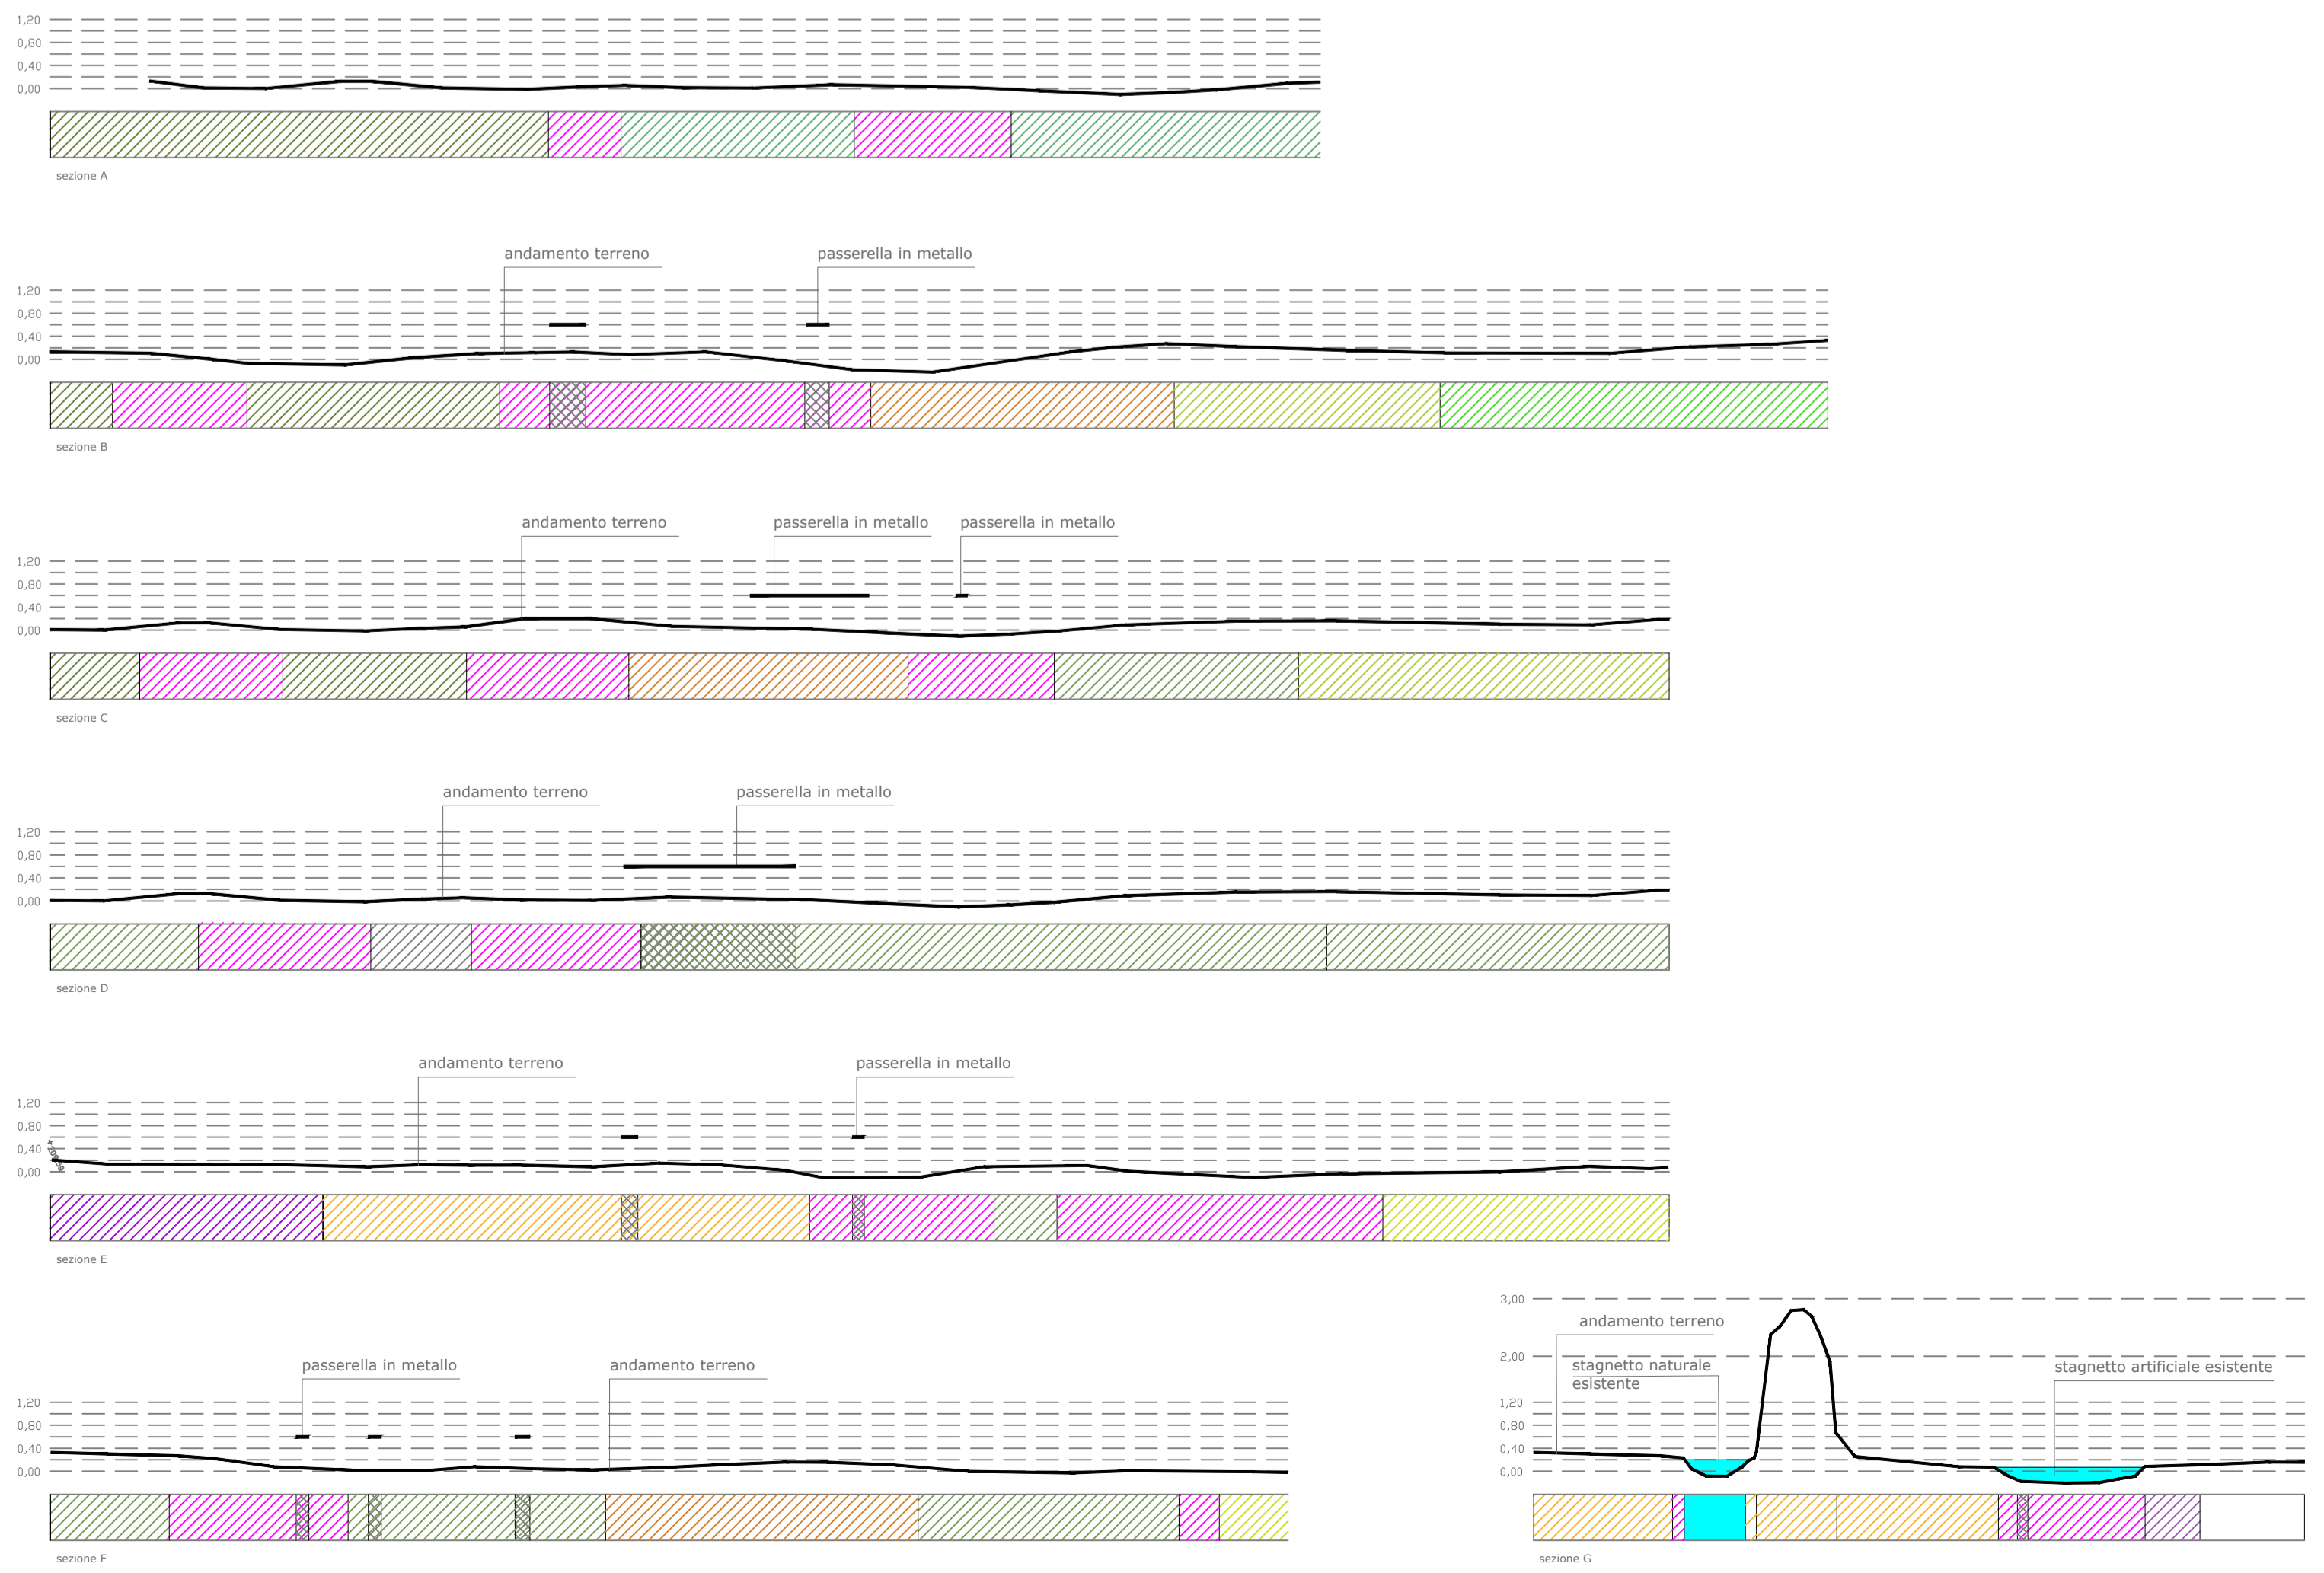 1,20
0,80
0,40
0,00
sezione A
andamento terreno
passerella in metallo
1,20
0,80
0,40
0,00
sezione B
andamento terreno
passerella in metallo
passerella in metallo
1,20
0,80
0,40
0,00
sezione C
andamento terreno
passerella in metallo
1,20
0,80
0,40
0,00
sezione D
andamento terreno
passerella in metallo
1,20
0,80
0,40
0,00
sezione E
passerella in metallo
andamento terreno
1,20
0,80
0,40
0,00
sezione F
3,00
andamento terreno
2,00
stagnetto naturale
esistente
stagnetto artificiale esistente
1,20
0,80
0,40
0,00
sezione G